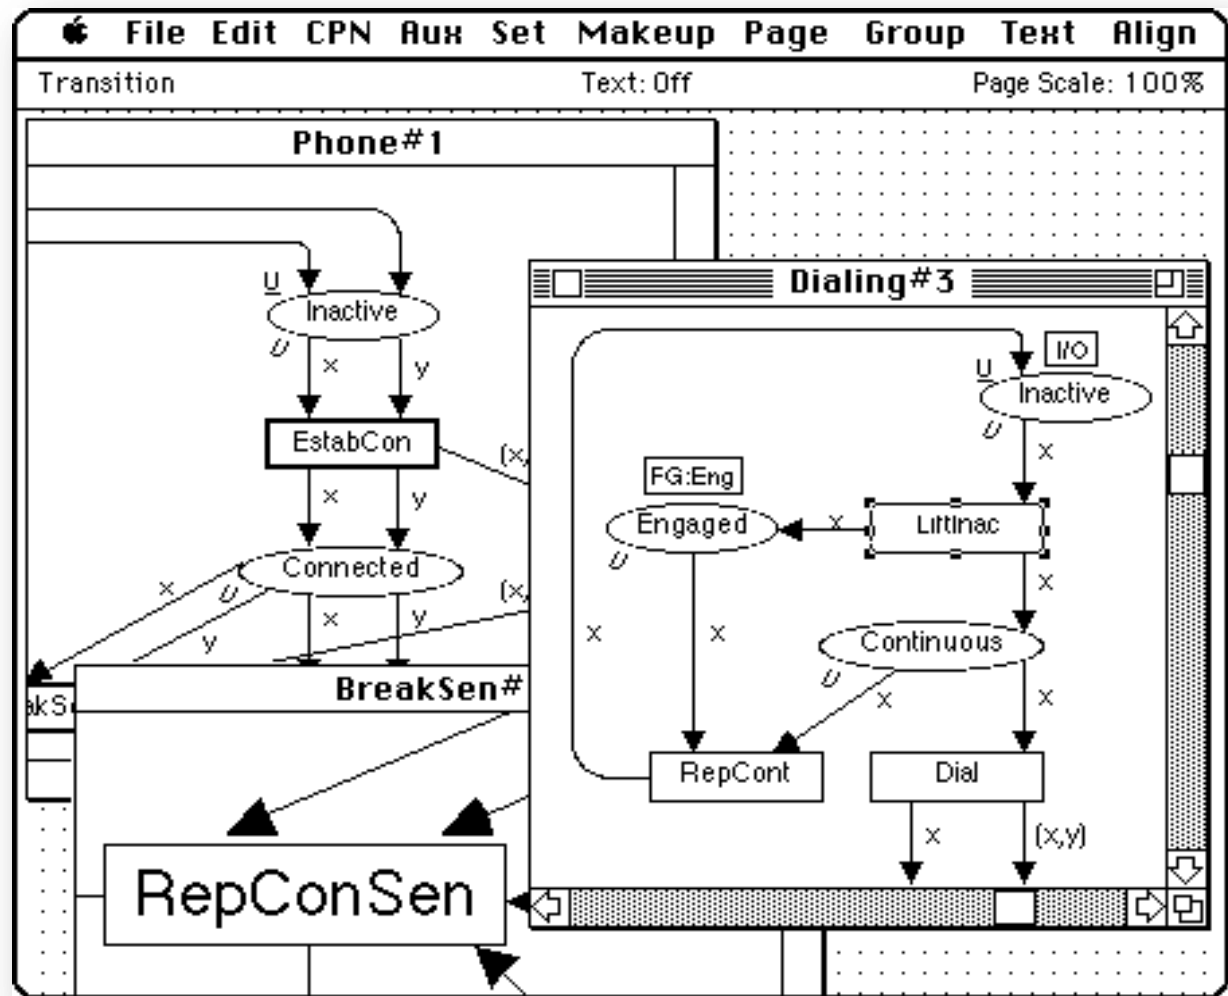 File Edit CPN Aux Set Makeup Page Group Text Align
Transition Text: Off Page Scale: 100%
Phone#1
U
Inactive
U
x y
EstabCon
(x,
x y
Connected
U
x
y
x y
(x,
akSe
BreakSen#
RepConSen
Dialing#3
I/O
U
Inactive
U
x
FG:Eng
Engaged
U
x
LiftInac
x
Continuous
U
x
x
x
x
RepCont
Dial
x
(x,y)